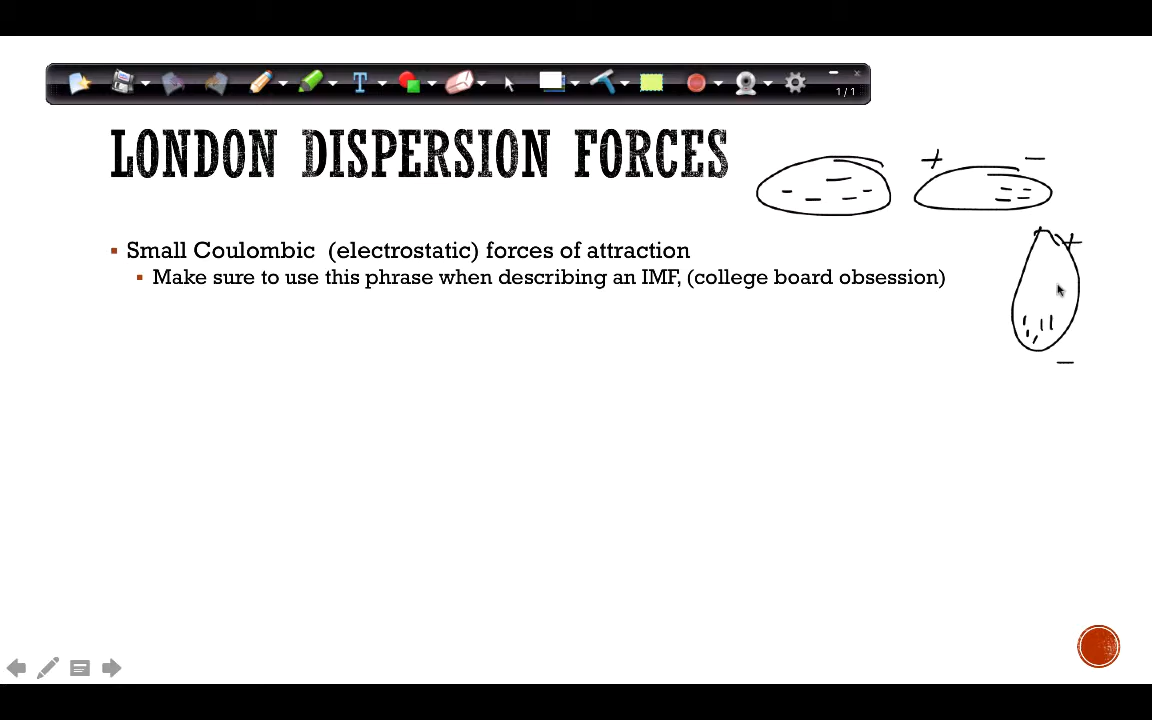 T
1 / 1
LONDON DISPERSION FORCES
+ −
▪ Small Coulombic (electrostatic) forces of attraction
+
▪ Make sure to use this phrase when describing an IMF, (college board obsession)
−